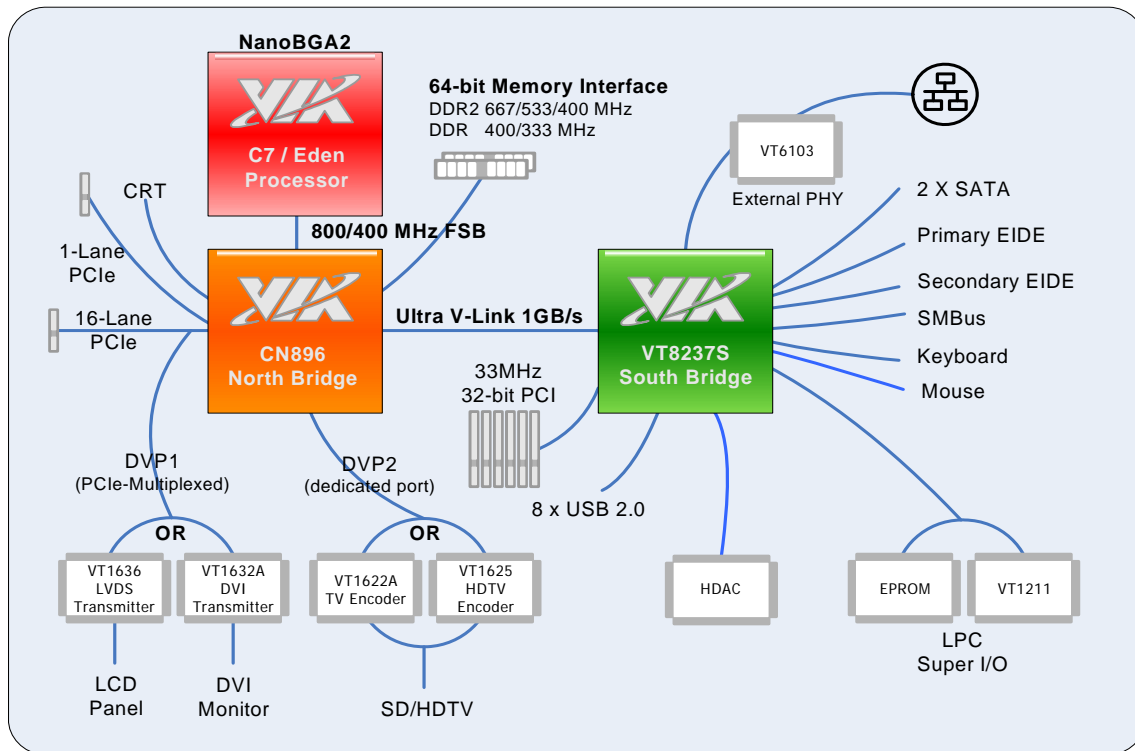 NanoBGA2
VIA
C7 / Eden
Processor
64-bit Memory Interface
DDR2 667/533/400 MHz
DDR 400/333 MHz
VT6103
External PHY
CRT
1-Lane
PCIe
800/400 MHz FSB
2 X SATA
Primary EIDE
Secondary EIDE
SMBus
Keyboard
Mouse
16-Lane
PCIe
VIA
CN896
North Bridge
Ultra V-Link 1GB/s
VIA
VT8237S
South Bridge
33MHz
32-bit PCI
8 x USB 2.0
DVP1
(PCIe-Multiplexed)
DVP2
(dedicated port)
OR
OR
VT1636
LVDS
Transmitter
VT1632A
DVI
Transmitter
VT1622A
TV Encoder
VT1625
HDTV
Encoder
HDAC
EPROM
VT1211
LPC
Super I/O
LCD
Panel
DVI
Monitor
SD/HDTV